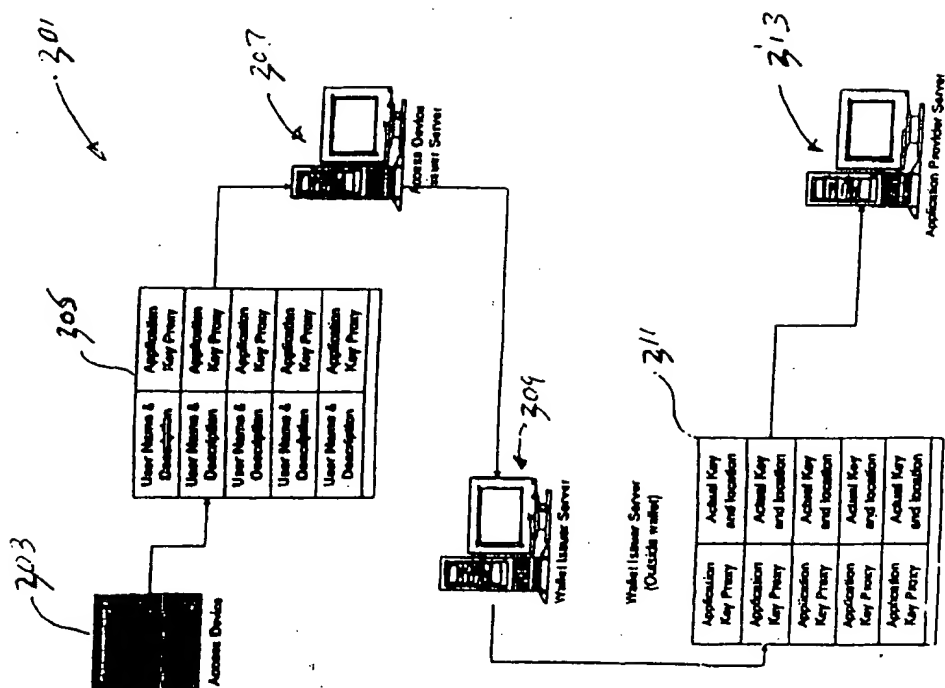 301
203
Access Device
305
User Name & Description
Application Key Proxy
User Name & Description
Application Key Proxy
User Name & Description
Application Key Proxy
User Name & Description
Application Key Proxy
User Name & Description
Application Key Proxy
307
Access Device
Issuer Server
309
Wallet Issuer Server
Wallet Issuer Server
(Outside wallet)
311
Application Key Proxy
Actual Key and location
Application Key Proxy
Actual Key and location
Application Key Proxy
Actual Key and location
Application Key Proxy
Actual Key and location
Application Key Proxy
Actual Key and location
313
Application Provider Server